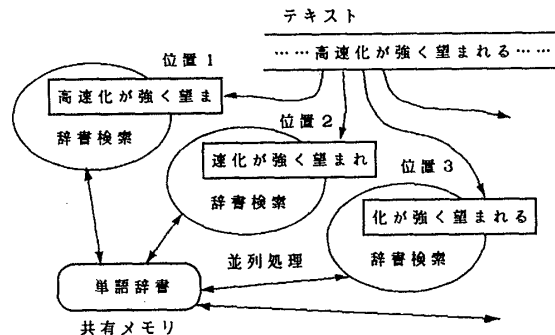 テキスト
……高速化が強く望まれる……
位置1
高速化が強く望ま
辞書検索
位置2
速化が強く望まれ
辞書検索
位置3
化が強く望まれる
辞書検索
並列処理
単語辞書
共有メモリ